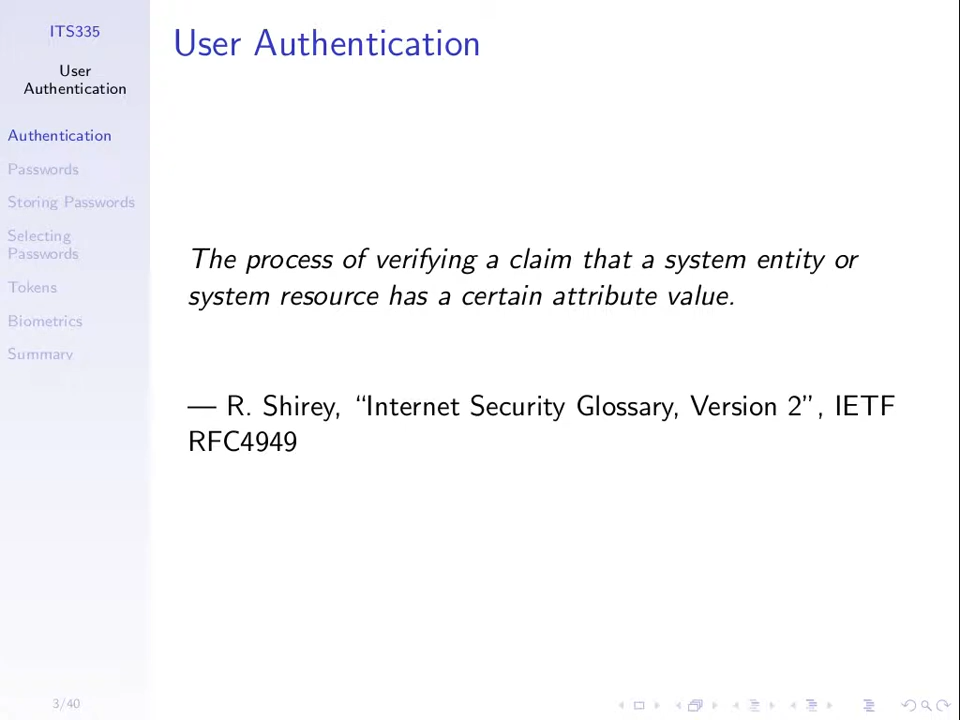 ITS335
User
Authentication
Authentication
Passwords
Storing Passwords
Selecting
Passwords
Tokens
Biometrics
Summary
3/40
User Authentication
The process of verifying a claim that a system entity or
system resource has a certain attribute value.
— R. Shirey, “Internet Security Glossary, Version 2”, IETF
RFC4949